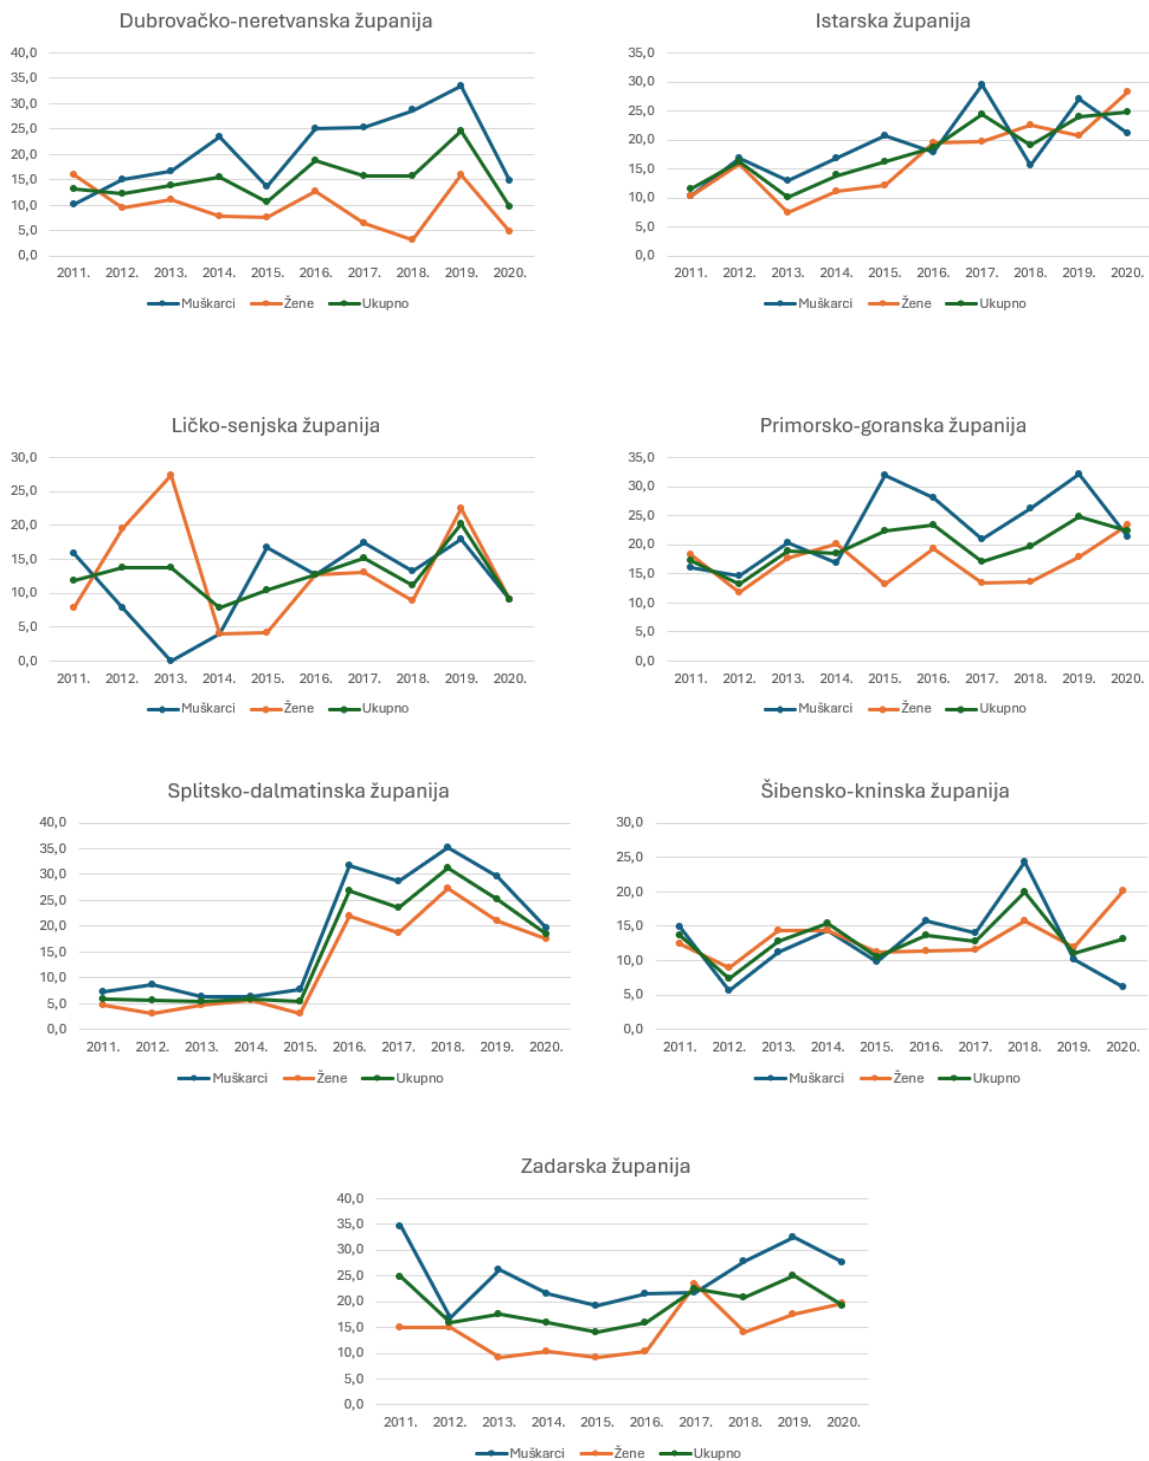 Dubrovačko-neretvanska županija
40,0
35,0
30,0
25,0
20,0
15,0
10,0
5,0
0,0
2011. 2012. 2013. 2014. 2015. 2016. 2017. 2018. 2019. 2020.
Muškarci Žene Ukupno
Istarska županija
35,0
30,0
25,0
20,0
15,0
10,0
5,0
0,0
2011. 2012. 2013. 2014. 2015. 2016. 2017. 2018. 2019. 2020.
Muškarci Žene Ukupno
Ličko-senjska županija
30,0
25,0
20,0
15,0
10,0
5,0
0,0
2011. 2012. 2013. 2014. 2015. 2016. 2017. 2018. 2019. 2020.
Muškarci Žene Ukupno
Primorsko-goranska županija
35,0
30,0
25,0
20,0
15,0
10,0
5,0
0,0
2011. 2012. 2013. 2014. 2015. 2016. 2017. 2018. 2019. 2020.
Muškarci Žene Ukupno
Splitsko-dalmatinska županija
40,0
35,0
30,0
25,0
20,0
15,0
10,0
5,0
0,0
2011. 2012. 2013. 2014. 2015. 2016. 2017. 2018. 2019. 2020.
Muškarci Žene Ukupno
Šibensko-kninska županija
30,0
25,0
20,0
15,0
10,0
5,0
0,0
2011. 2012. 2013. 2014. 2015. 2016. 2017. 2018. 2019. 2020.
Muškarci Žene Ukupno
Zadarska županija
40,0
35,0
30,0
25,0
20,0
15,0
10,0
5,0
0,0
2011. 2012. 2013. 2014. 2015. 2016. 2017. 2018. 2019. 2020.
Muškarci Žene Ukupno